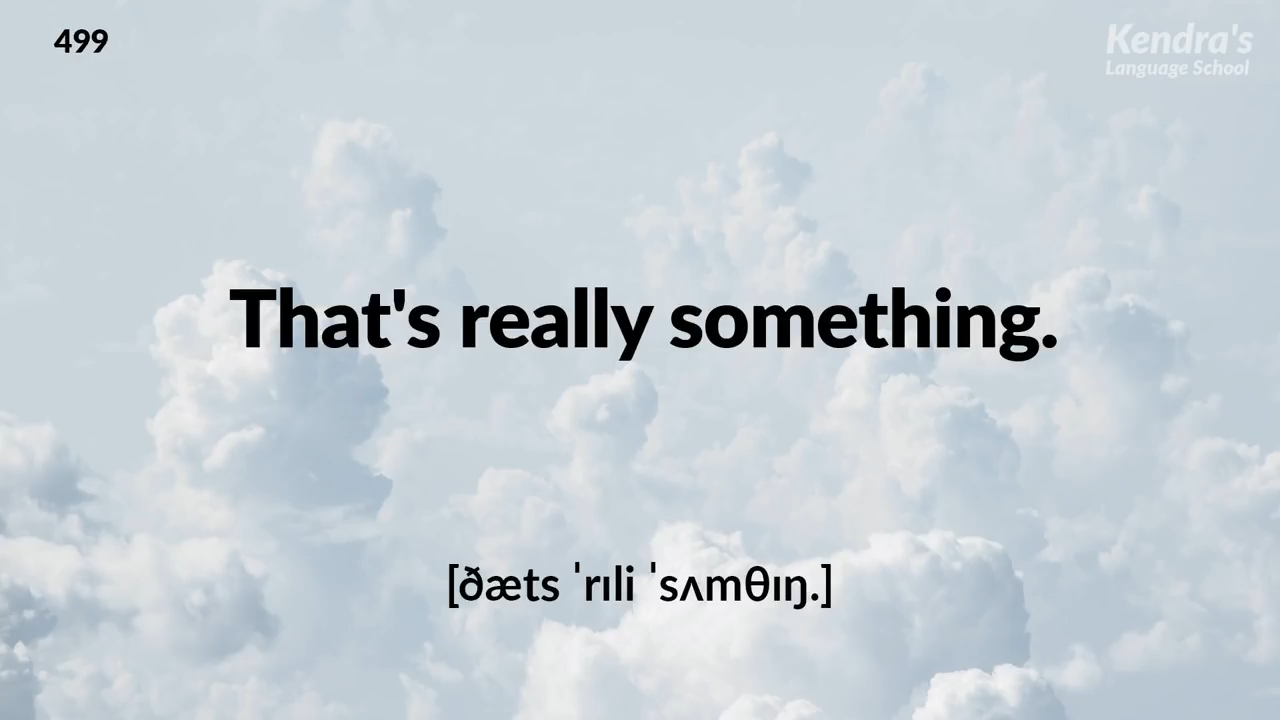 499
Kendra's
Language School
That's really something.
[ðæts ˈrɪli ˈsʌmθɪŋ.]